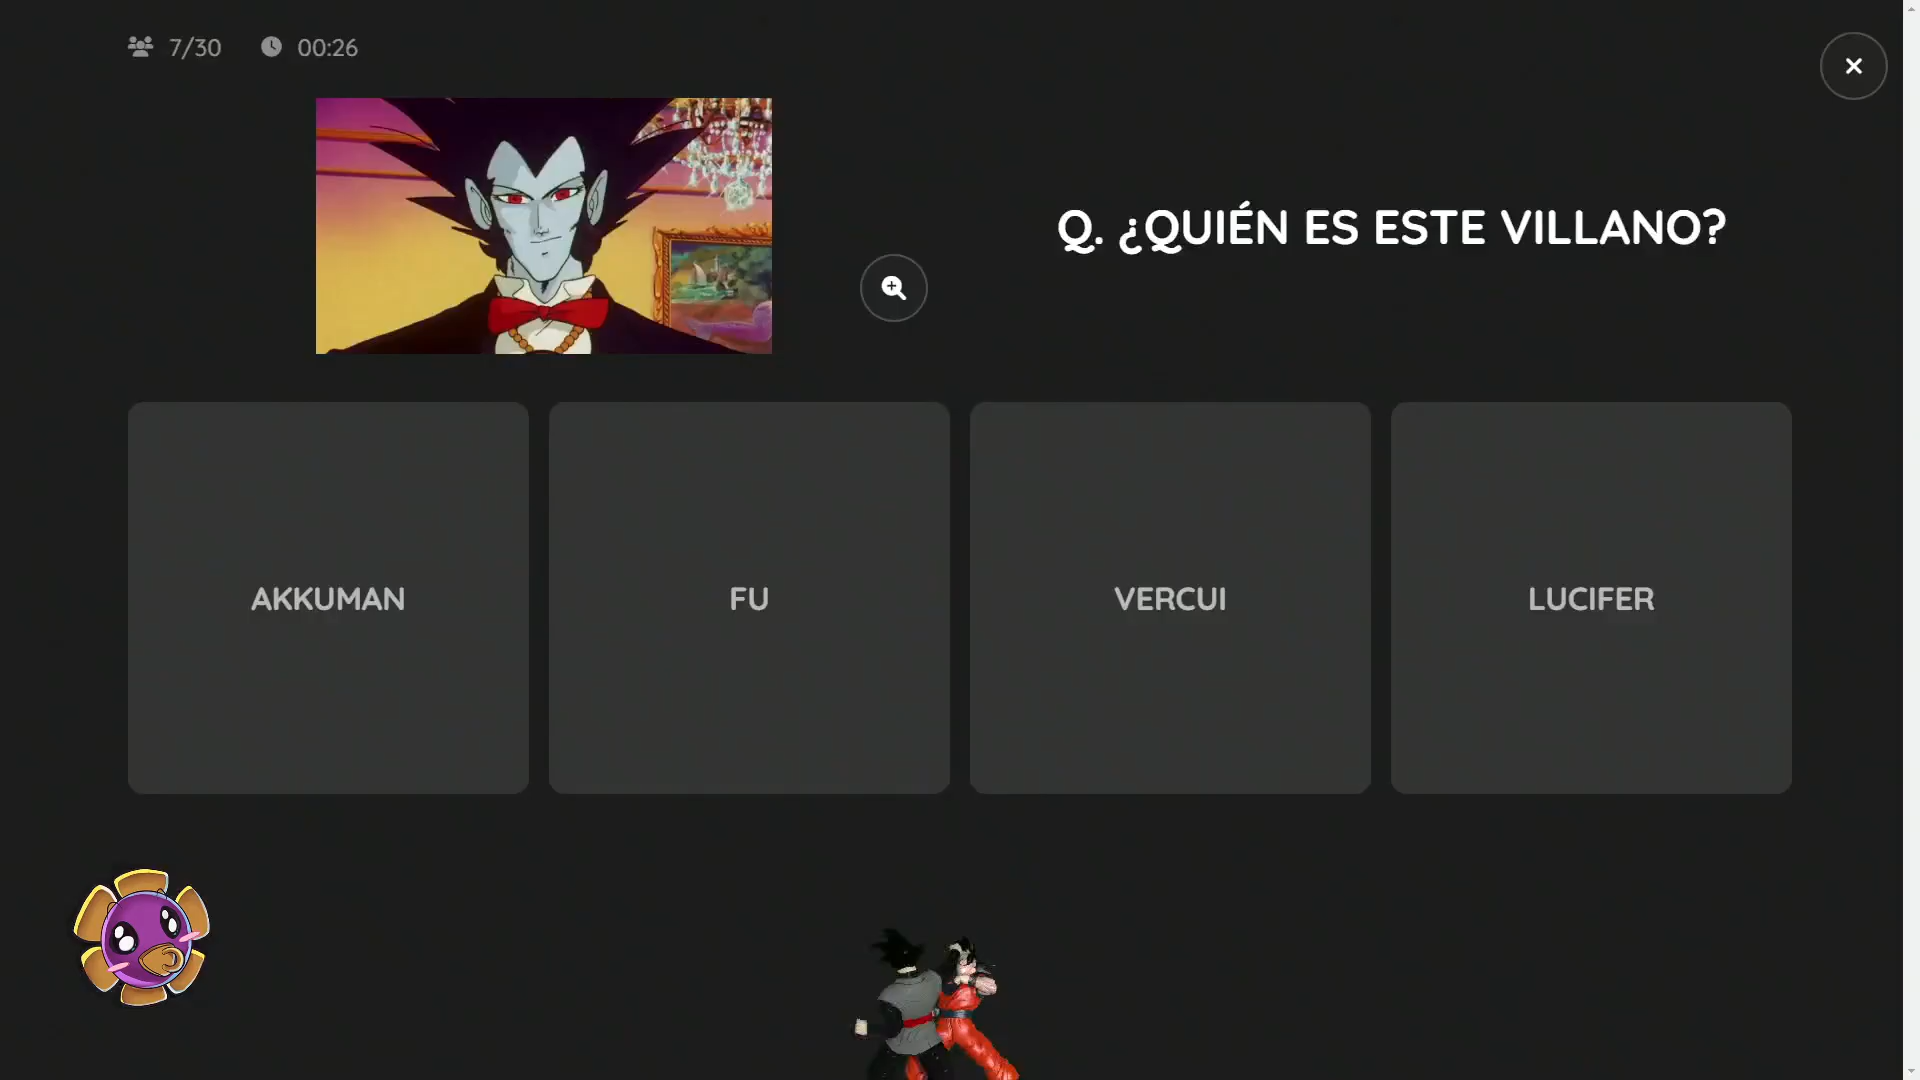 7/30 00:26
Q. ¿QUIÉN ES ESTE VILLANO?
AKKUMAN
FU
VERCUI
LUCIFER